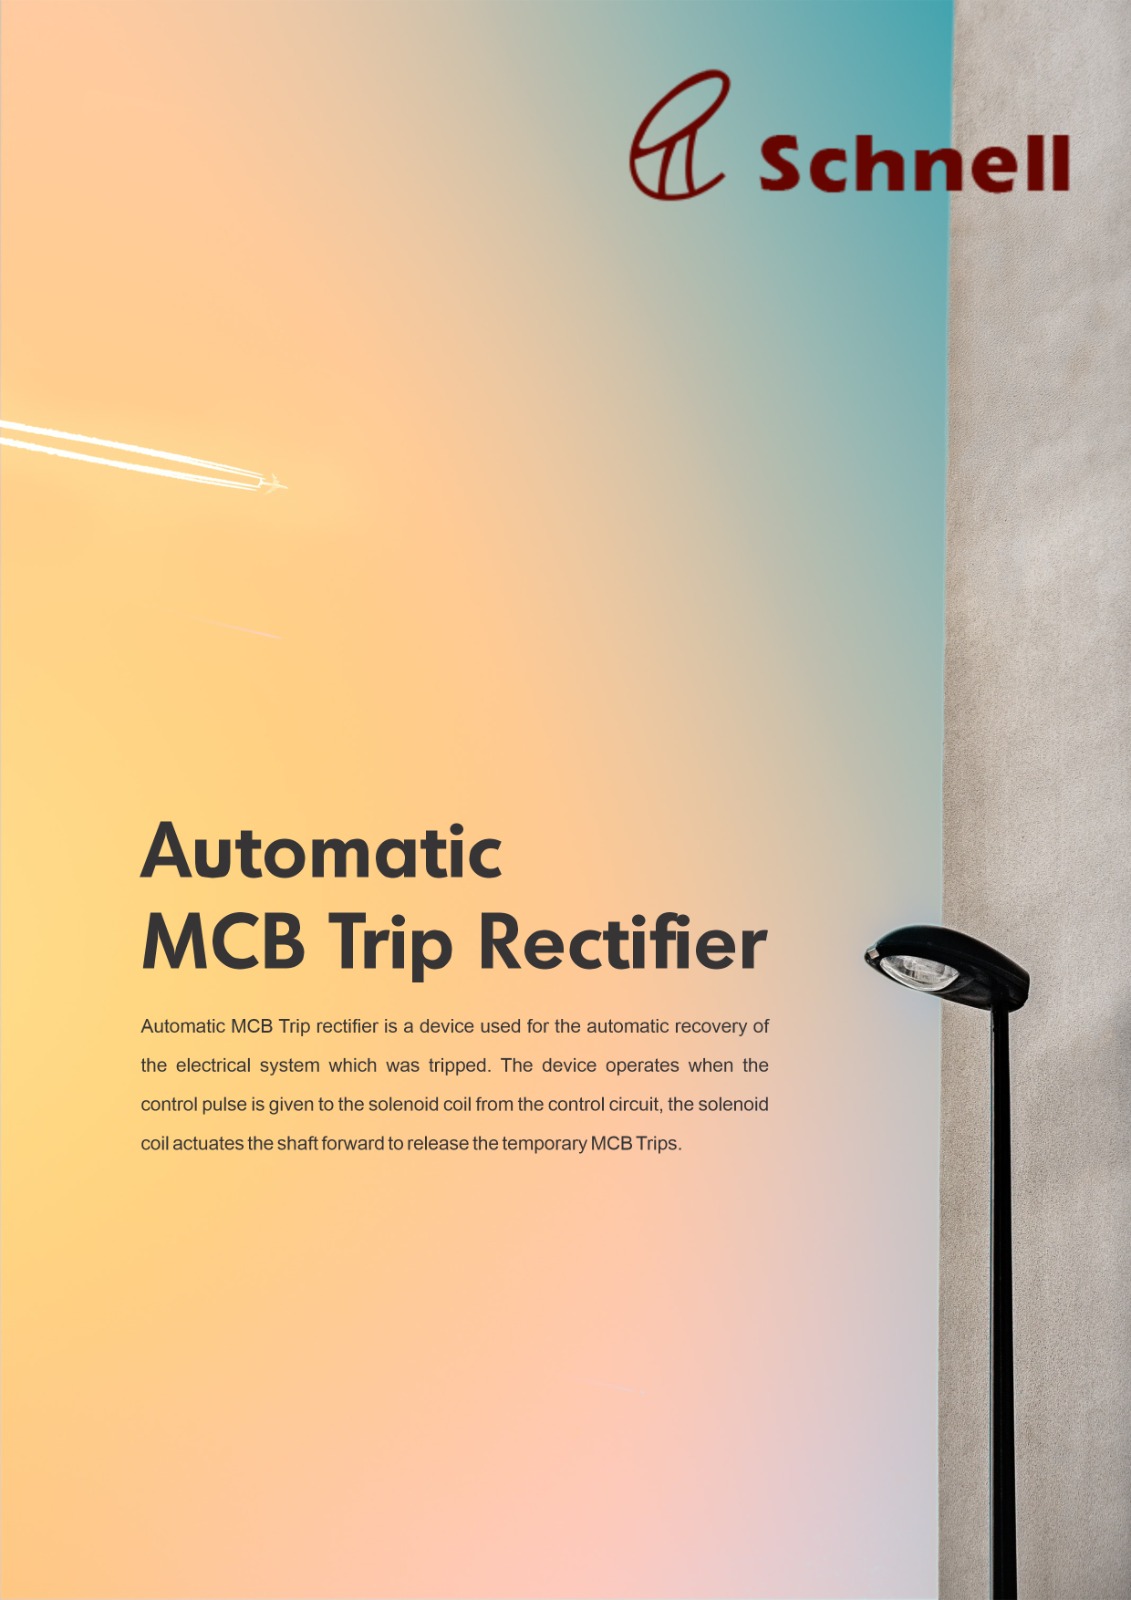 Schnell
Automatic
MCB Trip Rectifier
Automatic MCB Trip rectifier is a device used for the automatic recovery of
the electrical system which was tripped. The device operates when the
control pulse is given to the solenoid coil from the control circuit, the solenoid
coil actuates the shaft forward to release the temporary MCB Trips.